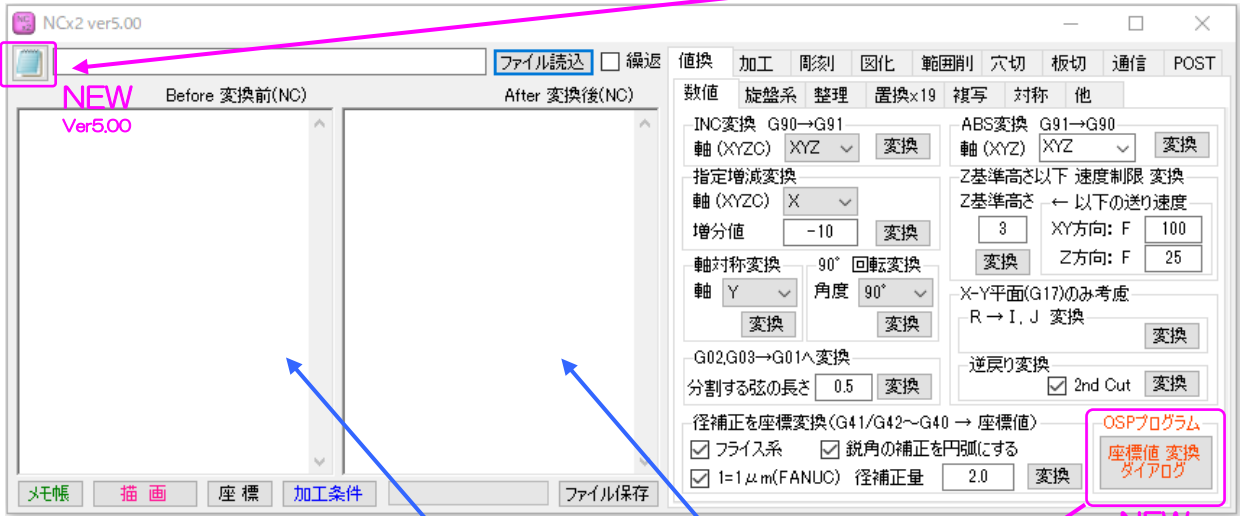 NCx2 ver5.00
ファイル読込 繰返
NEW
Ver5.00
Before 変換前(NC) After 変換後(NC)
メモ帳 描 画 座 標 加工条件 ファイル保存
値換 加工 彫刻 図化 範囲削 穴切 板切 通信 POST
数値 旋盤系 整理 置換x19 複写 対称 他
INC変換 G90→G91
軸(XYZC) XYZ 変換
ABS変換 G91→G90
軸(XYZ) XYZ 変換
指定増減変換
軸(XYZC) X
増分値 -10 変換
Z基準高さ以下 速度制限 変換
Z基準高さ ← 以下の送り速度
3 XY方向: F 100
変換 Z方向: F 25
軸対称変換
軸 Y
変換
90° 回転変換
角度 90°
変換
X-Y平面(G17)のみ考慮
R→I, J 変換
変換
逆戻り変換
2nd Cut 変換
G02,G03→G01へ変換
分割する弦の長さ 0.5 変換
径補正を座標変換(G41/G42～G40 → 座標値)
フライス系 鋭角の補正を円弧にする
1=1μm(FANUC) 径補正量 2.0 変換
OSPプログラム
座標値 変換
ダイアログ
NEW